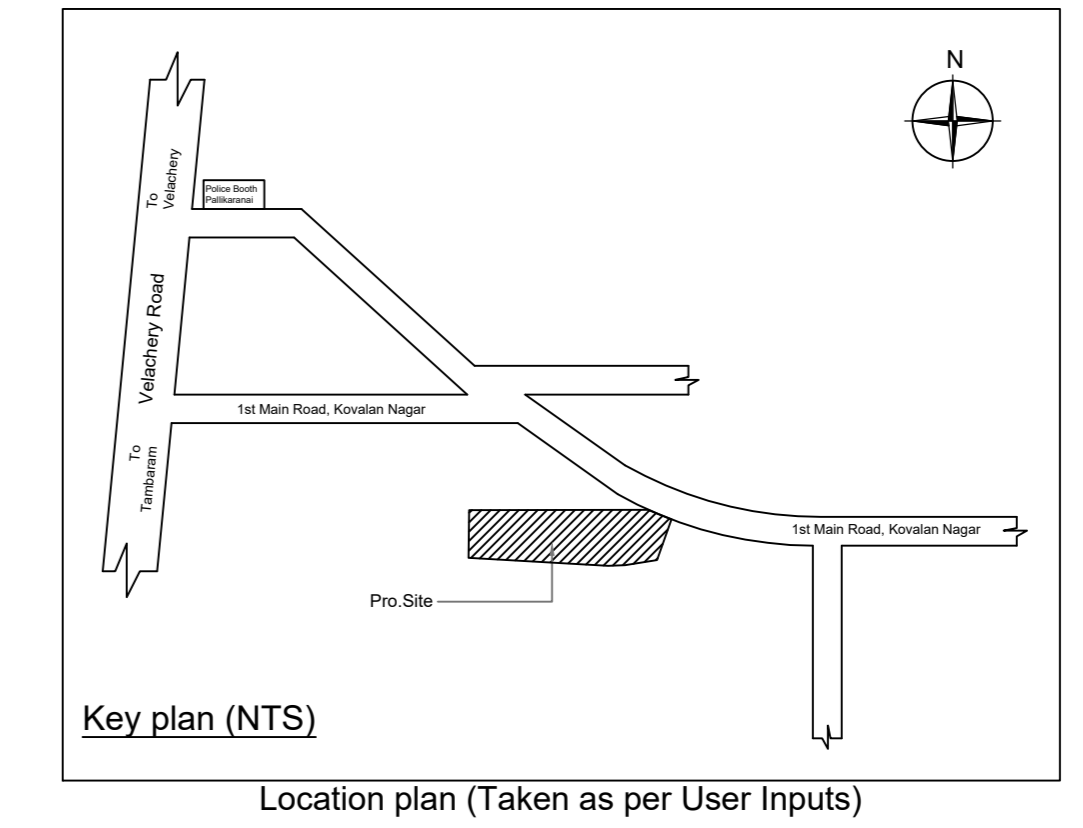 N
To
Velachery
Police Booth
Pallikaranai
Velachery Road
1st Main Road, Kovalan Nagar
To
Tambaram
1st Main Road, Kovalan Nagar
Pro.Site
Key plan (NTS)
Location plan (Taken as per User Inputs)